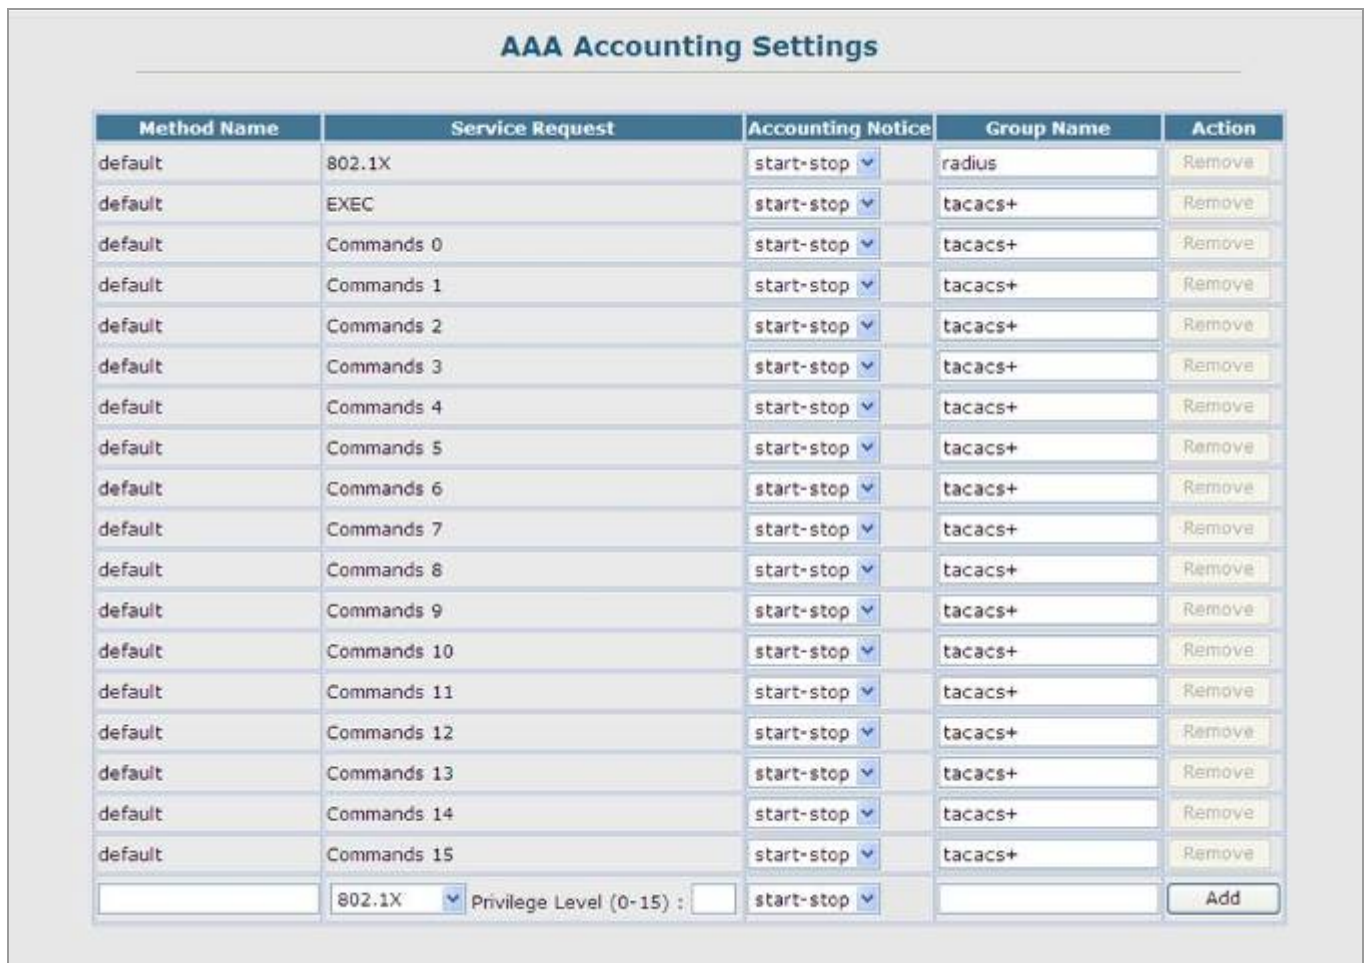 AAA Accounting Settings
Method Name Service Request Accounting Notice Group Name Action
default 802.1X start-stop radius Remove
default EXEC start-stop tacacs+ Remove
default Commands 0 start-stop tacacs+ Remove
default Commands 1 start-stop tacacs+ Remove
default Commands 2 start-stop tacacs+ Remove
default Commands 3 start-stop tacacs+ Remove
default Commands 4 start-stop tacacs+ Remove
default Commands 5 start-stop tacacs+ Remove
default Commands 6 start-stop tacacs+ Remove
default Commands 7 start-stop tacacs+ Remove
default Commands 8 start-stop tacacs+ Remove
default Commands 9 start-stop tacacs+ Remove
default Commands 10 start-stop tacacs+ Remove
default Commands 11 start-stop tacacs+ Remove
default Commands 12 start-stop tacacs+ Remove
default Commands 13 start-stop tacacs+ Remove
default Commands 14 start-stop tacacs+ Remove
default Commands 15 start-stop tacacs+ Remove
802.1X Privilege Level (0-15) : start-stop Add